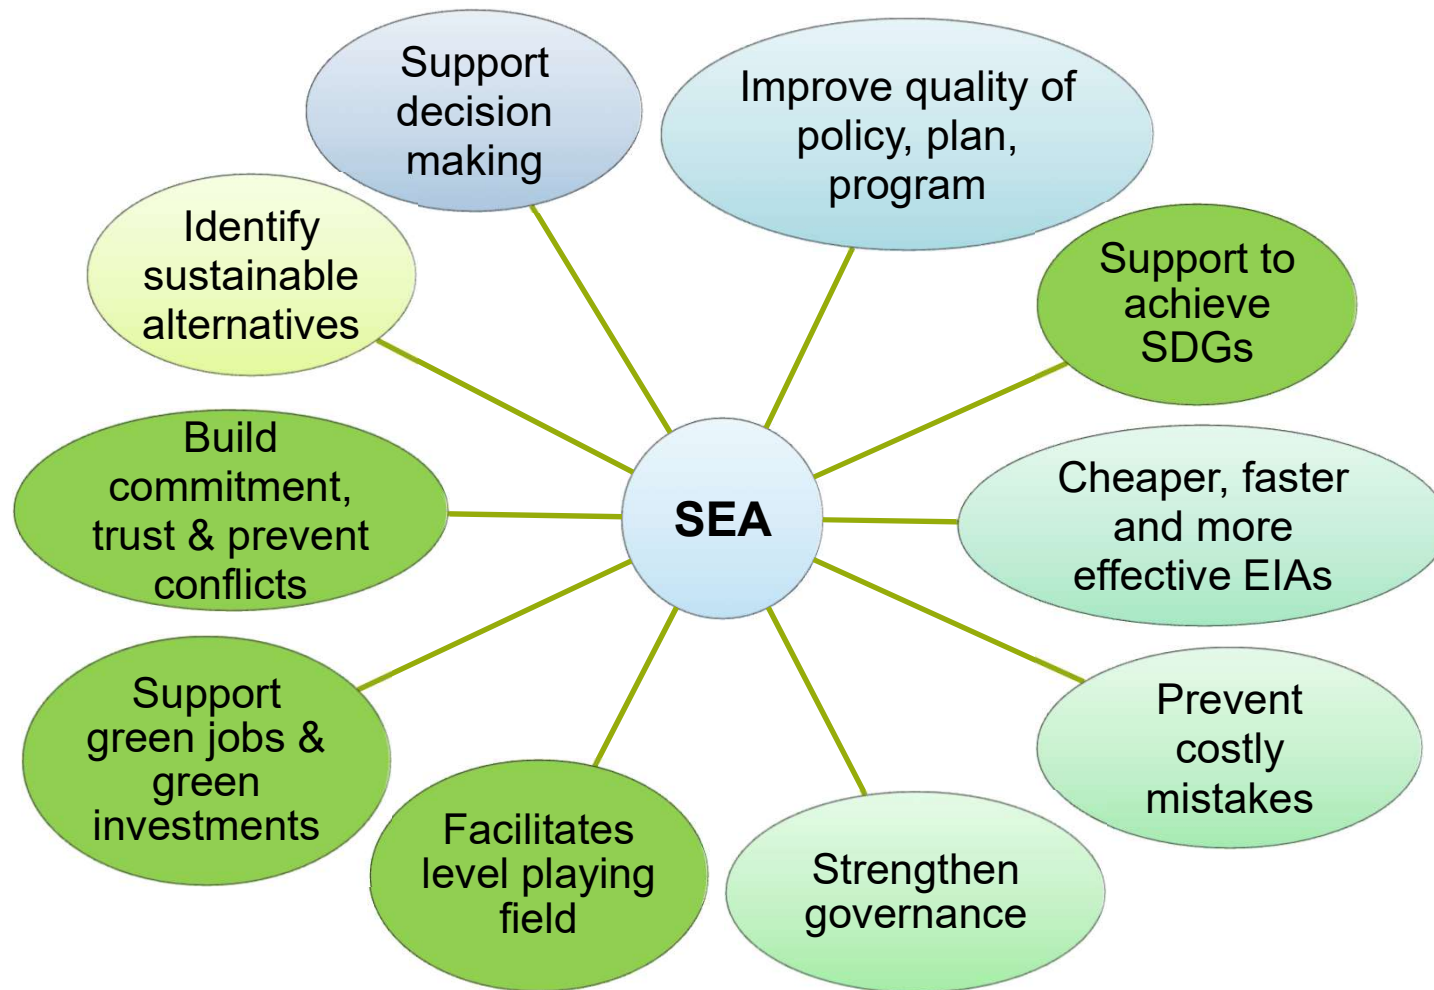 Support
decision
making
Improve quality of
policy, plan,
program
Identify
sustainable
alternatives
Support to
achieve
SDGs
Build
commitment,
trust & prevent
conflicts
SEA
Cheaper, faster
and more
effective EIAs
Support
green jobs &
green
investments
Prevent
costly
mistakes
Facilitates
level playing
field
Strengthen
governance